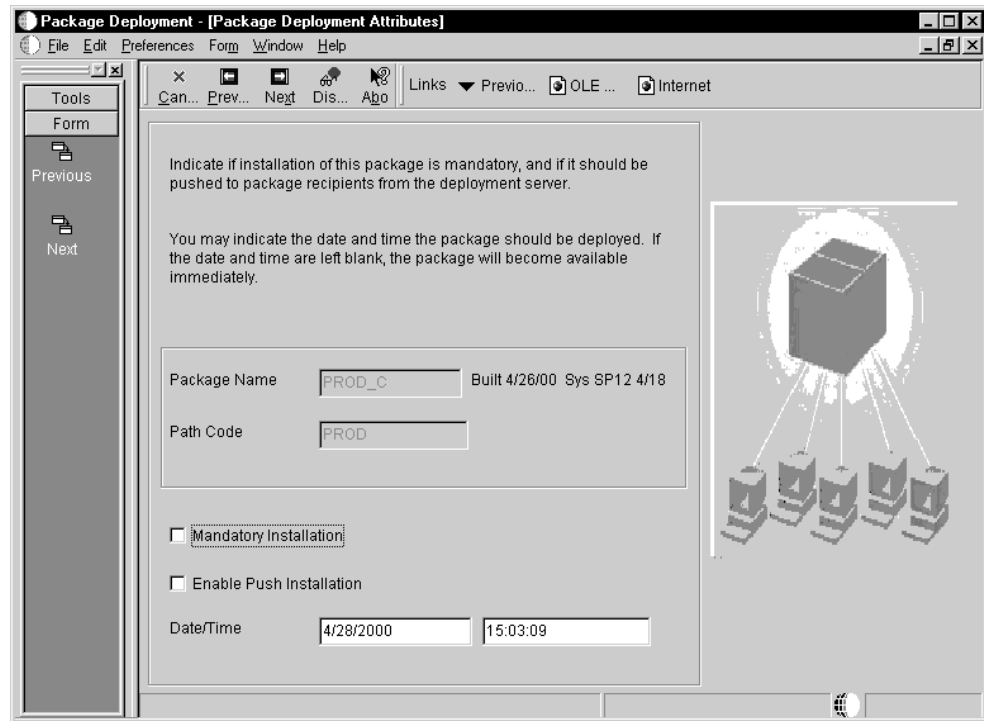 Package Deployment - [Package Deployment Attributes]
File Edit Preferences Form Window Help
Tools
Form
Previous
Next
Can... Prev... Next Dis... Abo Links Previo... OLE ... Internet
Indicate if installation of this package is mandatory, and if it should be
pushed to package recipients from the deployment server.
You may indicate the date and time the package should be deployed. If
the date and time are left blank, the package will become available
immediately.
Package Name PROD_C Built 4/26/00 Sys SP12 4/18
Path Code PROD
Mandatory Installation
Enable Push Installation
Date/Time 4/28/2000 15:03:09